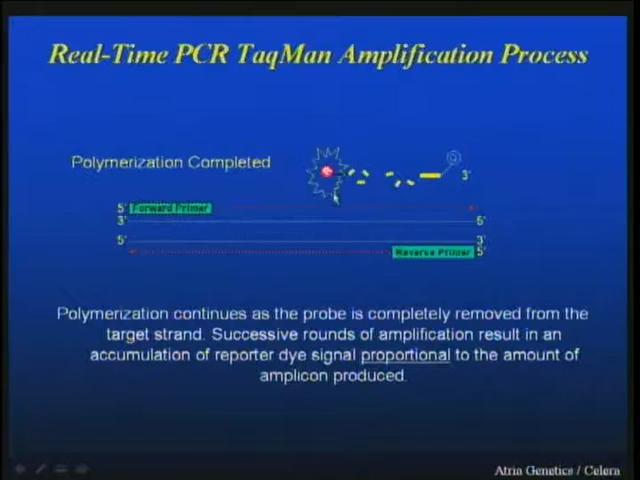 Real-Time PCR TaqMan Amplification Process
Polymerization Completed
3'
5' Forward Primer
3' 5'
5' 3'
Reverse Primer 5'
Polymerization continues as the probe is completely removed from the
target strand. Successive rounds of amplification result in an
accumulation of reporter dye signal proportional to the amount of
amplicon produced.
Atria Genetics / Celera